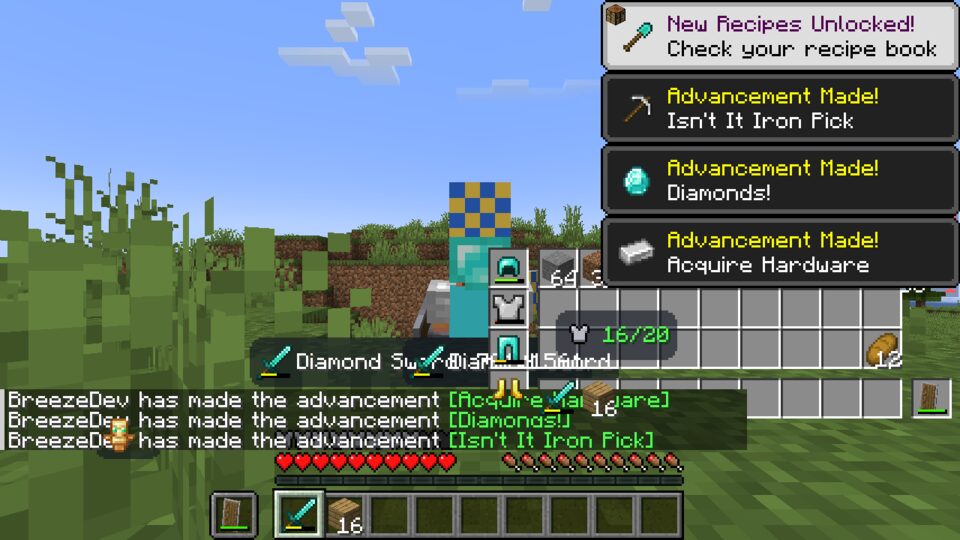 New Recipes Unlocked!
Check your recipe book
Advancement Made!
Isn't It Iron Pick
Advancement Made!
Diamonds!
Advancement Made!
Acquire Hardware
64
16/20
12
Diamond Sword
16
BreezeDev has made the advancement [Acquire Hardware]
BreezeDev has made the advancement [Diamonds!]
BreezeDev has made the advancement [Isn't It Iron Pick]
16